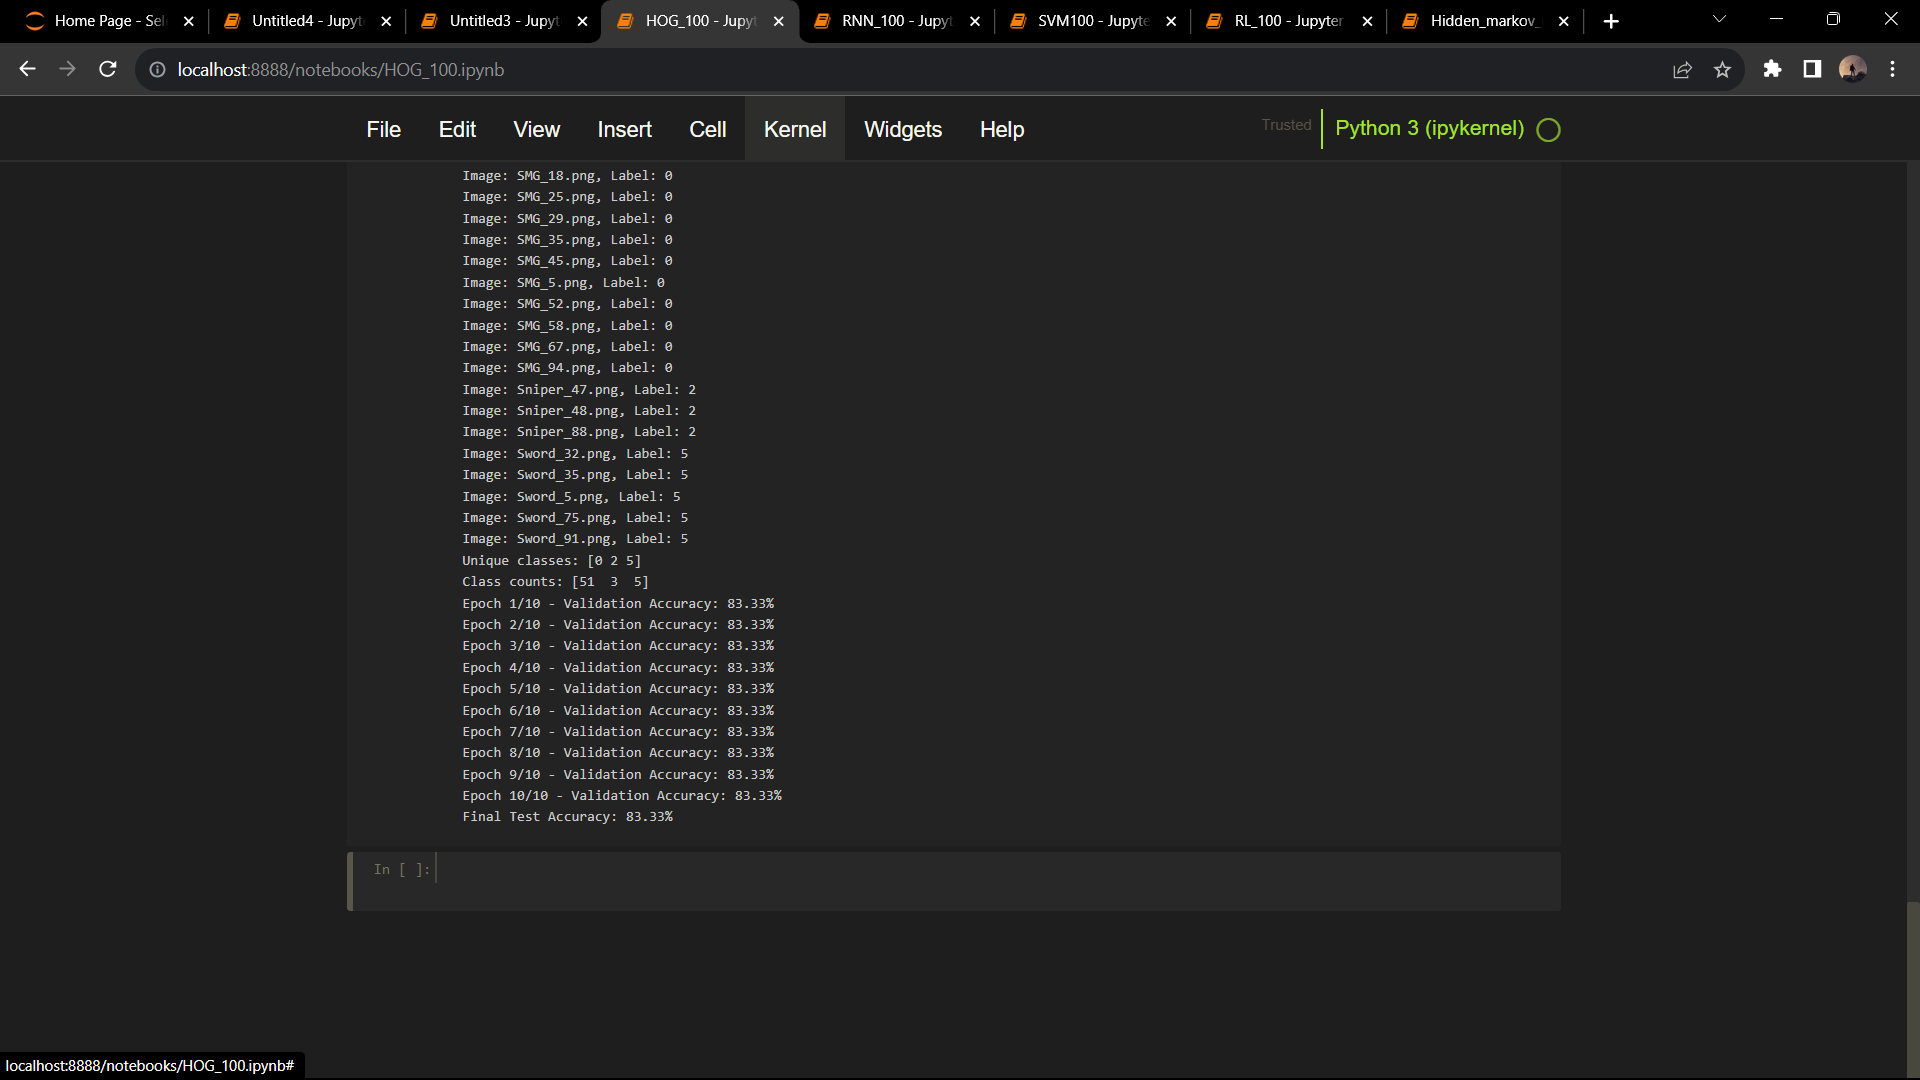 Home Page - Sel
Untitled4 - Jupyt
Untitled3 - Jupyt
HOG_100 - Jupyt
RNN_100 - Jupyt
SVM100 - Jupyte
RL_100 - Jupyter
Hidden_markov_
localhost:8888/notebooks/HOG_100.ipynb
File Edit View Insert Cell Kernel Widgets Help
Trusted
Python 3 (ipykernel)
Image: SMG_18.png, Label: 0
Image: SMG_25.png, Label: 0
Image: SMG_29.png, Label: 0
Image: SMG_35.png, Label: 0
Image: SMG_45.png, Label: 0
Image: SMG_5.png, Label: 0
Image: SMG_52.png, Label: 0
Image: SMG_58.png, Label: 0
Image: SMG_67.png, Label: 0
Image: SMG_94.png, Label: 0
Image: Sniper_47.png, Label: 2
Image: Sniper_48.png, Label: 2
Image: Sniper_88.png, Label: 2
Image: Sword_32.png, Label: 5
Image: Sword_35.png, Label: 5
Image: Sword_5.png, Label: 5
Image: Sword_75.png, Label: 5
Image: Sword_91.png, Label: 5
Unique classes: [0 2 5]
Class counts: [51  3  5]
Epoch 1/10 - Validation Accuracy: 83.33%
Epoch 2/10 - Validation Accuracy: 83.33%
Epoch 3/10 - Validation Accuracy: 83.33%
Epoch 4/10 - Validation Accuracy: 83.33%
Epoch 5/10 - Validation Accuracy: 83.33%
Epoch 6/10 - Validation Accuracy: 83.33%
Epoch 7/10 - Validation Accuracy: 83.33%
Epoch 8/10 - Validation Accuracy: 83.33%
Epoch 9/10 - Validation Accuracy: 83.33%
Epoch 10/10 - Validation Accuracy: 83.33%
Final Test Accuracy: 83.33%
In [ ]:
localhost:8888/notebooks/HOG_100.ipynb#